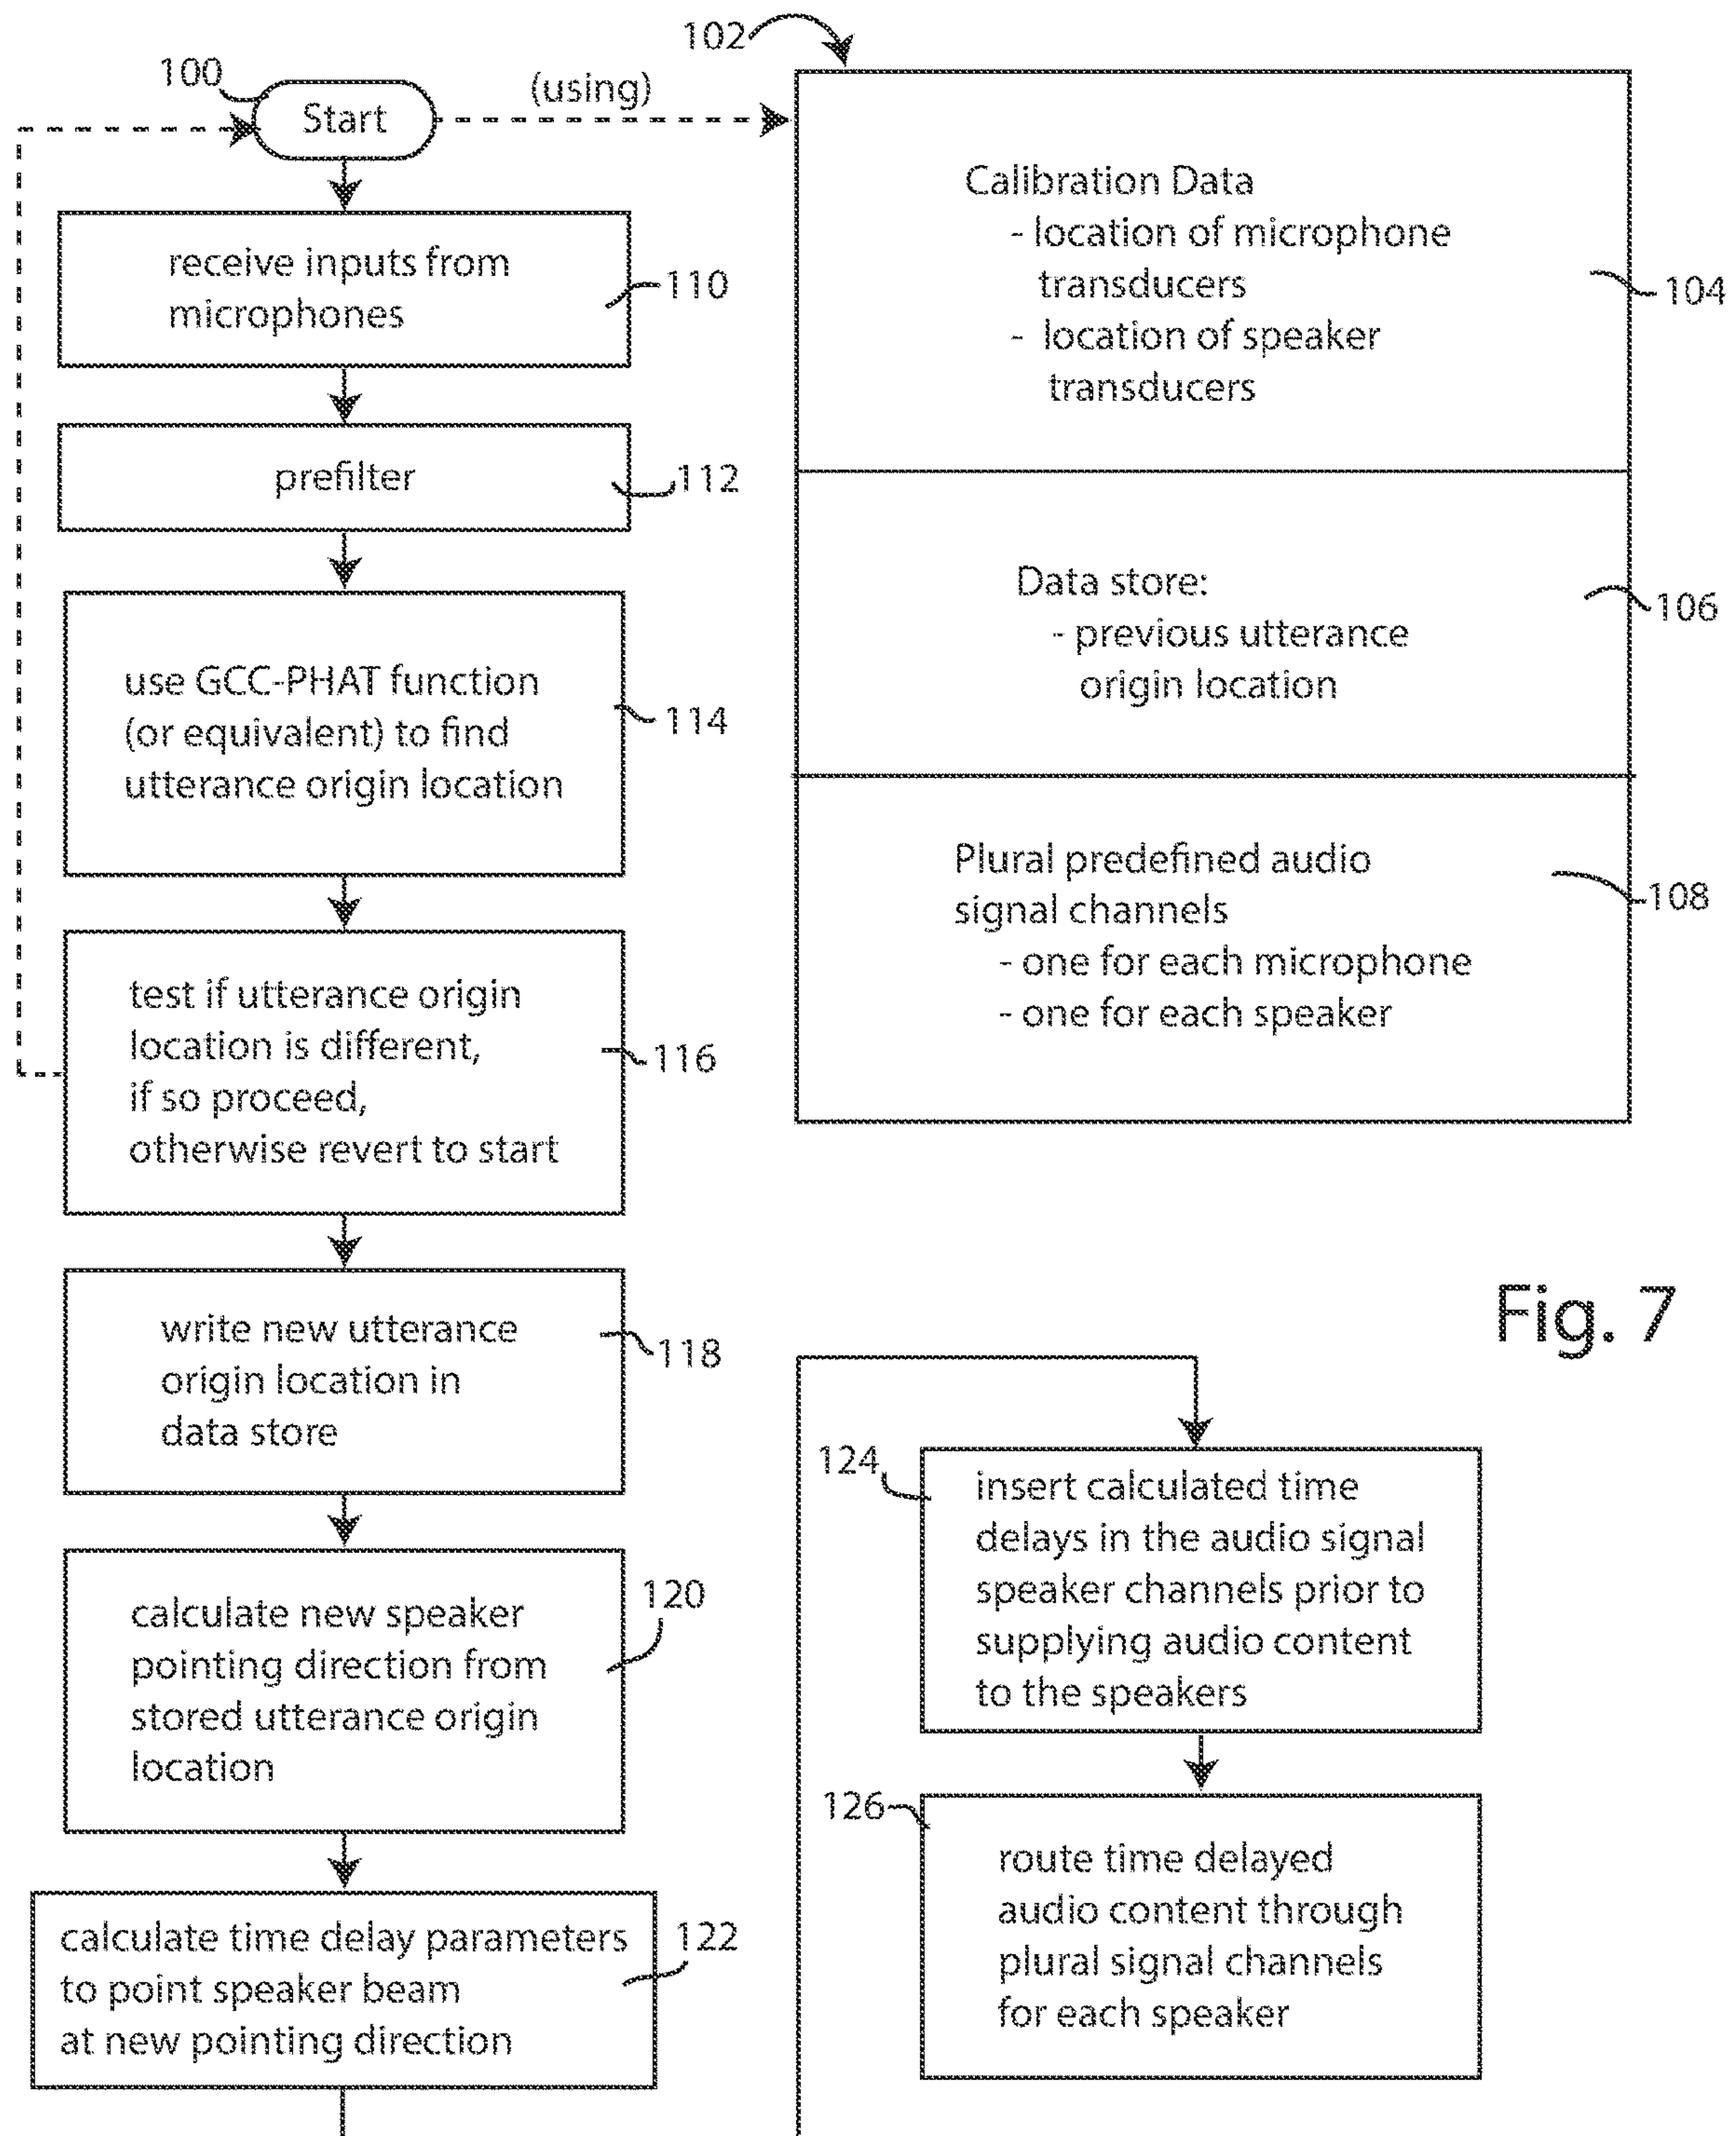 100
Start
(using)
102
receive inputs from
microphones
110
prefilter
112
use GCC-PHAT function
(or equivalent) to find
utterance origin location
114
test if utterance origin
location is different,
if so proceed,
otherwise revert to start
116
write new utterance
origin location in
data store
118
calculate new speaker
pointing direction from
stored utterance origin
location
120
calculate time delay parameters
to point speaker beam
at new pointing direction
122
Calibration Data
- location of microphone
transducers
- location of speaker
transducers
104
Data store:
- previous utterance
origin location
106
Plural predefined audio
signal channels
- one for each microphone
- one for each speaker
108
Fig. 7
124
insert calculated time
delays in the audio signal
speaker channels prior to
supplying audio content
to the speakers
126
route time delayed
audio content through
plural signal channels
for each speaker